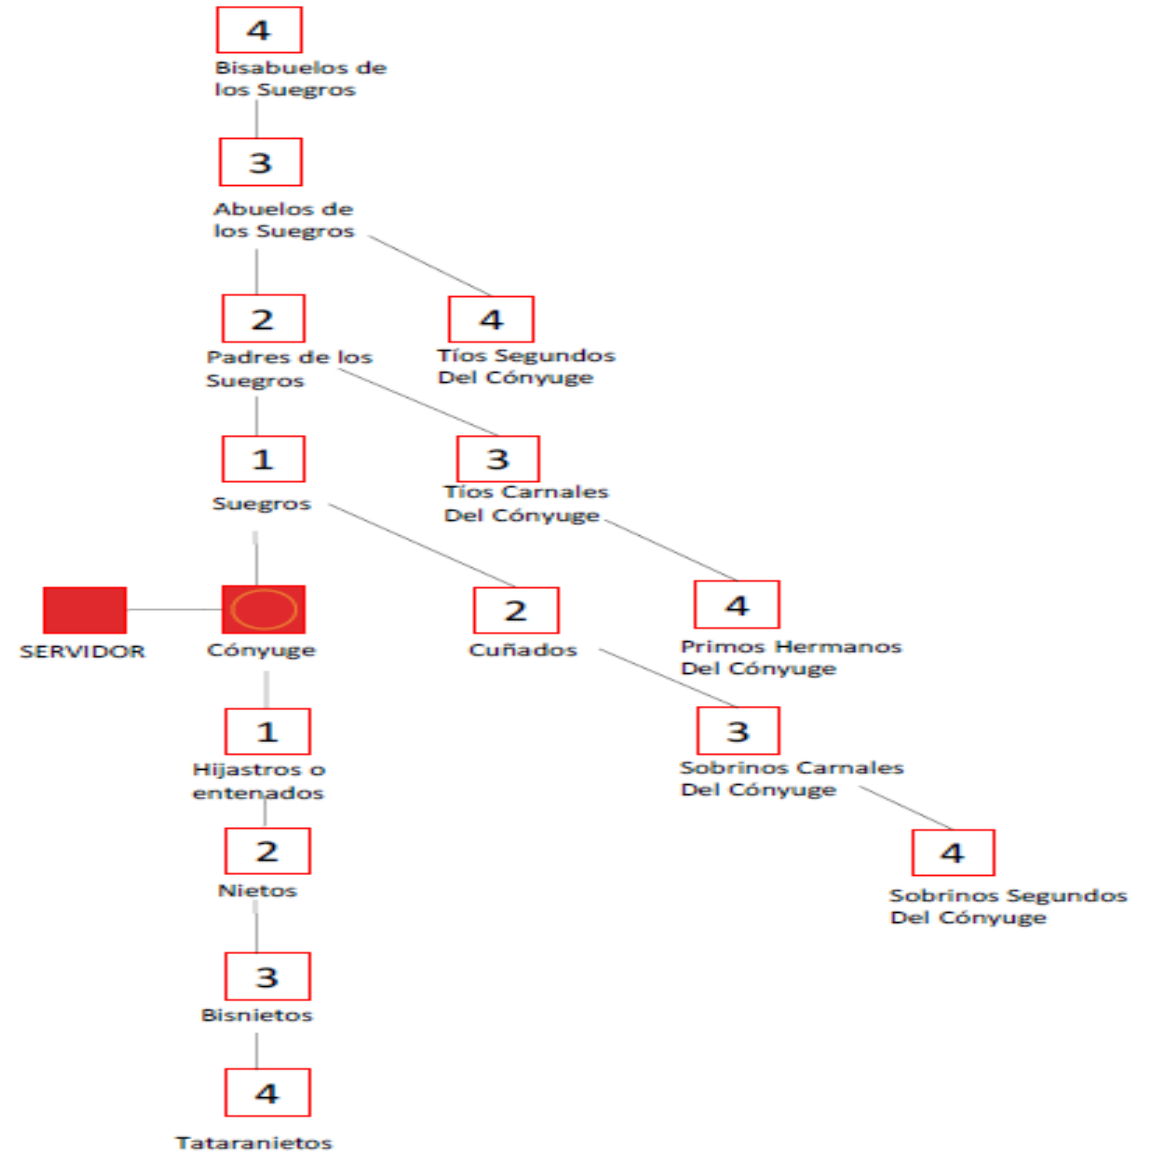 4
Bisabuelos de
los Suegros
3
Abuelos de
los Suegros
2
Padres de los
Suegros
4
Tíos Segundos
Del Cónyuge
1
Suegros
3
Tíos Carnales
Del Cónyuge
SERVIDOR
Cónyuge
2
Cuñados
4
Primos Hermanos
Del Cónyuge
1
Hijastros o
entenados
3
Sobrinos Carnales
Del Cónyuge
2
Nietos
4
Sobrinos Segundos
Del Cónyuge
3
Bisnietos
4
Tataranietos